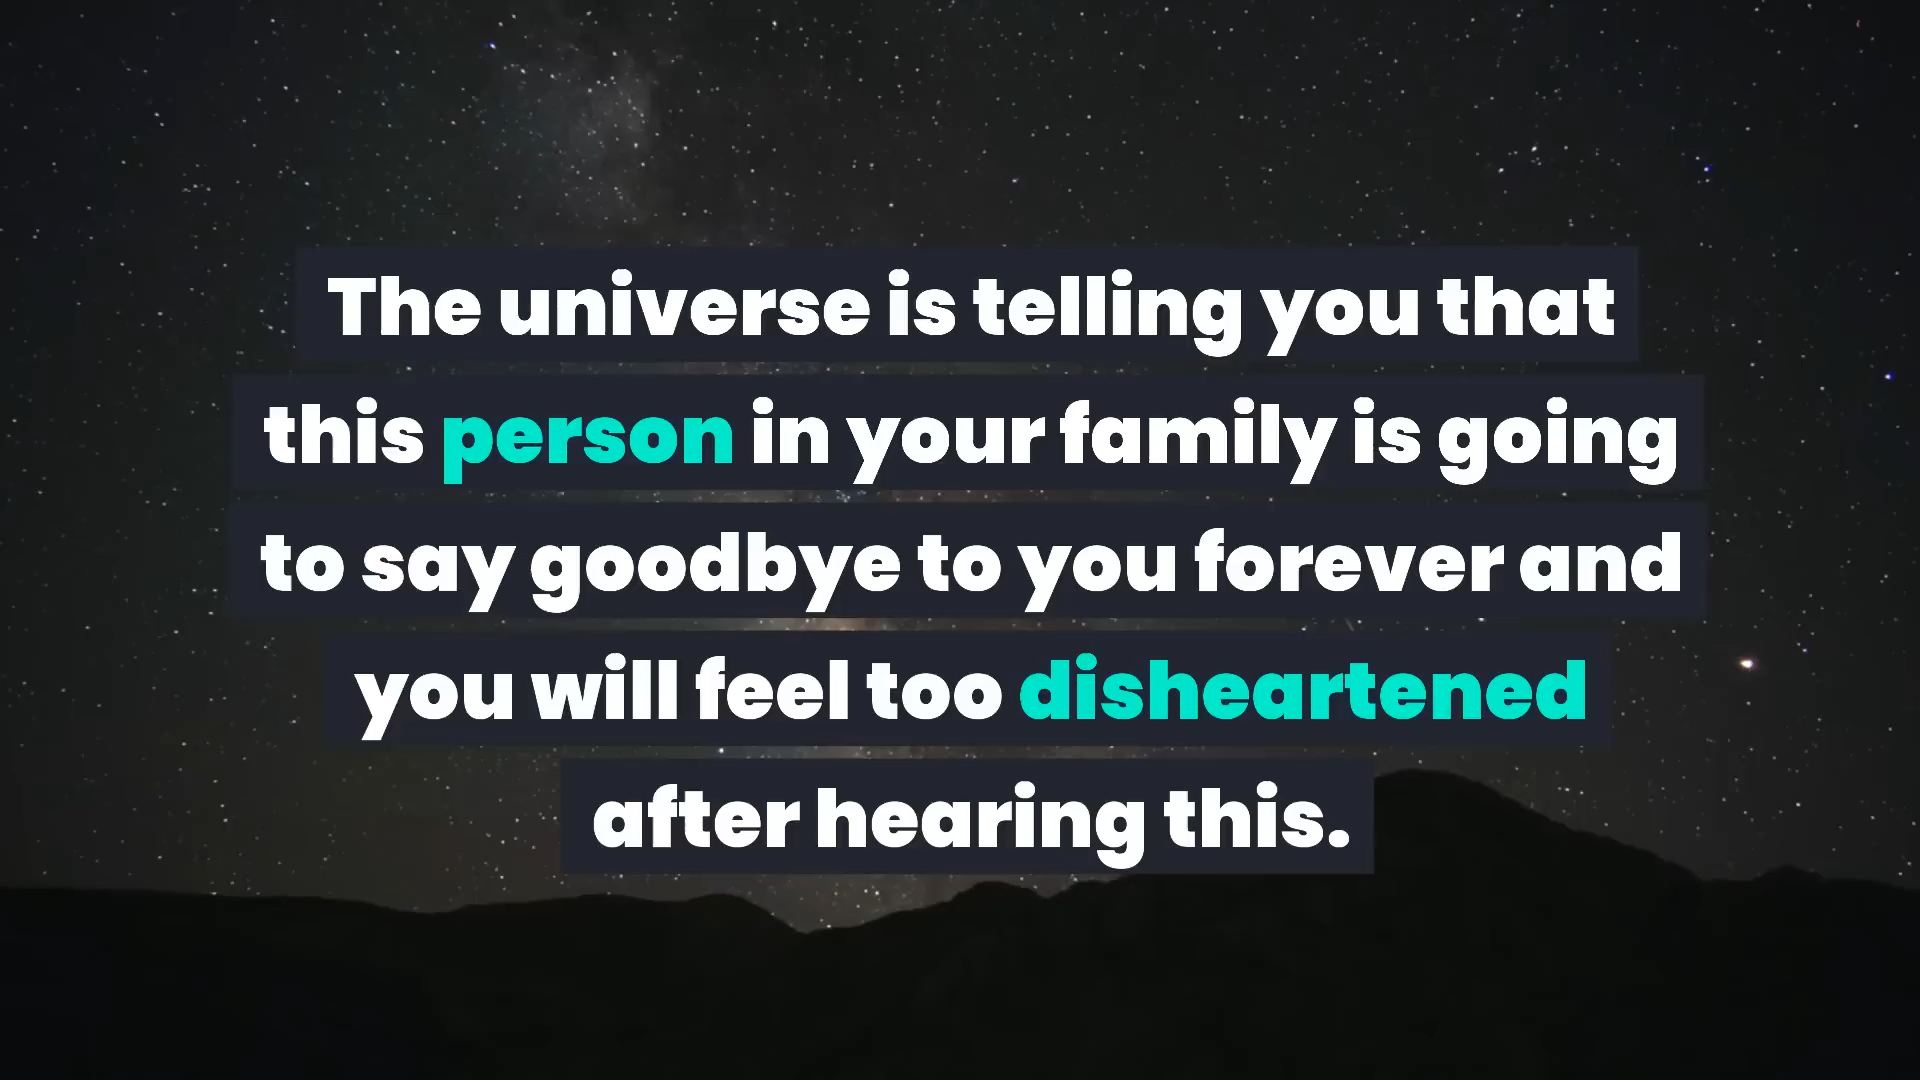 The universe is telling you that
this person in your family is going
to say goodbye to you forever and
you will feel too disheartened
after hearing this.